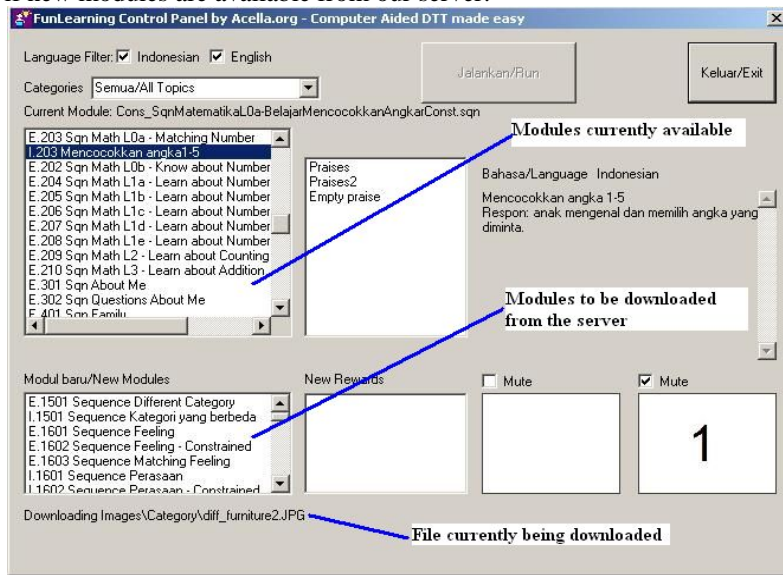 if new modules are available from our server.
FunLearning Control Panel by Acella.org - Computer Aided DTT made easy
Language Filter: Indonesian English
Jalankan/Run
Keluar/Exit
Categories Semua/All Topics
Current Module: Cons_SqnMatematikaL0a-BelajarMencocokkanAngkarConst.sqn
Modules currently available
E.203 Sqn Math L0a - Matching Number
I.203 Mencocokkan angka1-5
E.202 Sqn Math L0b - Know about Number
E.204 Sqn Math L1a - Learn about Number
E.205 Sqn Math L1b - Learn about Number
E.206 Sqn Math L1c - Learn about Number
E.207 Sqn Math L1d - Learn about Number
E.208 Sqn Math L1e - Learn about Number
E.209 Sqn Math L2 - Learn about Counting
E.210 Sqn Math L3 - Learn about Addition
E.301 Sqn About Me
E.302 Sqn Questions About Me
E.401 Sqn Family
Praises
Praises2
Empty praise
Bahasa/Language Indonesian
Mencocokkan angka 1-5
Respon: anak mengenal dan memilih angka yang
diminta.
Modules to be downloaded
from the server
Modul baru/New Modules
E.1501 Sequence Different Category
I.1501 Sequence Kategori yang berbeda
E.1601 Sequence Feeling
E.1602 Sequence Feeling - Constrained
E.1603 Sequence Matching Feeling
I.1601 Sequence Perasaan
I.1602 Sequence Perasaan - Constrained
New Rewards
Mute
Mute
1
Downloading Images\Category\diff_furniture2.JPG
File currently being downloaded